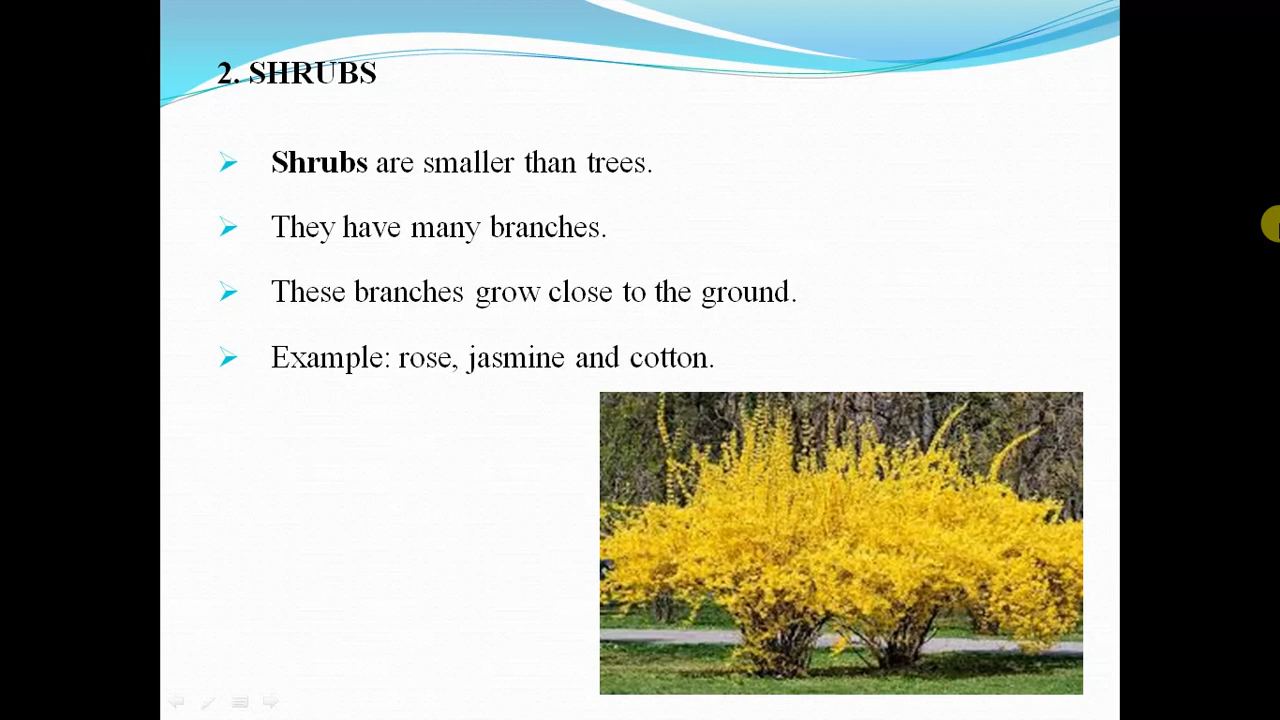 2. SHRUBS
Shrubs are smaller than trees.
They have many branches.
These branches grow close to the ground.
Example: rose, jasmine and cotton.